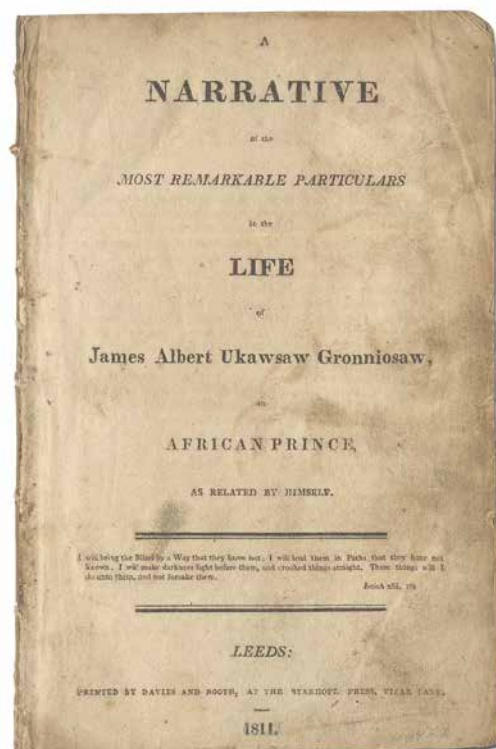 A
NARRATIVE
of the
MOST REMARKABLE PARTICULARS
in the
LIFE
of
James Albert Ukawsaw Gronniosaw,
an
AFRICAN PRINCE,
AS RELATED BY HIMSELF.
I will bring the Blind by a Way that they know not; I will lead them in Paths that they have not
known. I will make darkness light before them, and crooked things straight. These things will I
do unto them, and not forsake them.
Isaiah xlii. 16
LEEDS:
PRINTED BY DAVIES AND BOOTH, AT THE STANHOPE PRESS, VICAR LANE.
1811.